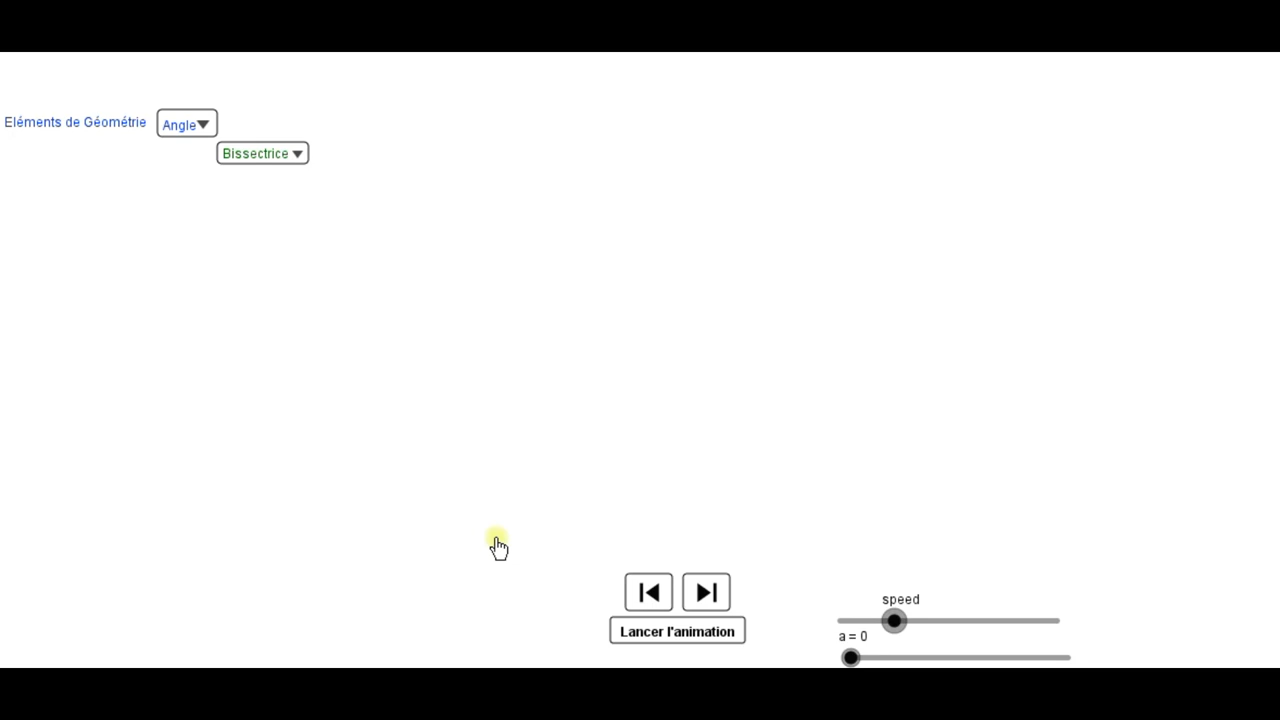 Eléments de Géométrie Angle
Bissectrice
Lancer l'animation
speed
a = 0